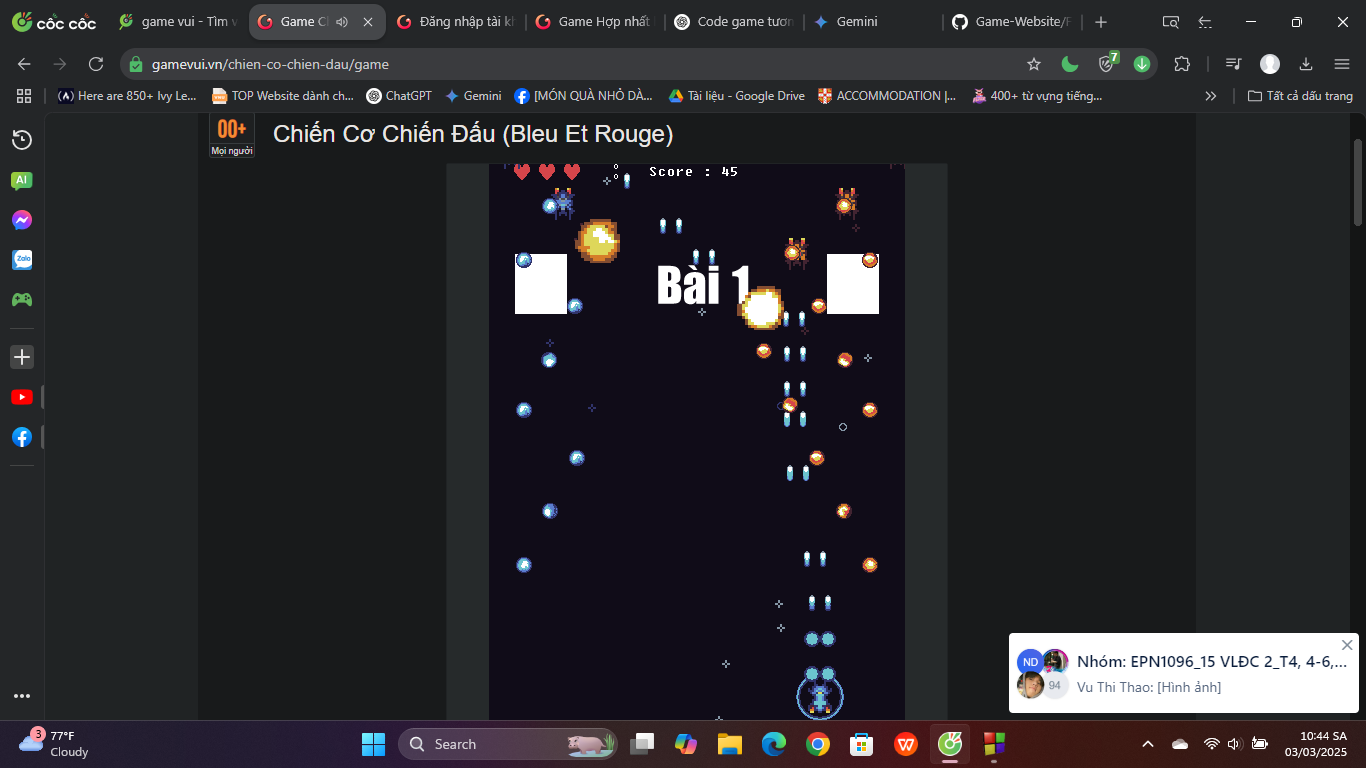 cốc cốc
game vui - Tìm v
Game Cl
Đăng nhập tài kh
Game Hợp nhất
Code game tươn
Gemini
Game-Website/F
gamevui.vn/chien-co-chien-dau/game
7
Here are 850+ Ivy Le...
TOP Website dành ch...
ChatGPT
Gemini
[MÓN QUÀ NHỎ DÀ...
Tài liệu - Google Drive
ACCOMMODATION |...
400+ từ vựng tiếng...
Tất cả dấu trang
AI
Zalo
00+
Mọi người
Chiến Cơ Chiến Đấu (Bleu Et Rouge)
Score : 45
Bài 1
ND
94
Nhóm: EPN1096_15 VLĐC 2_T4, 4-6,...
Vu Thi Thao: [Hình ảnh]
3
77°F
Cloudy
Search
10:44 SA
03/03/2025